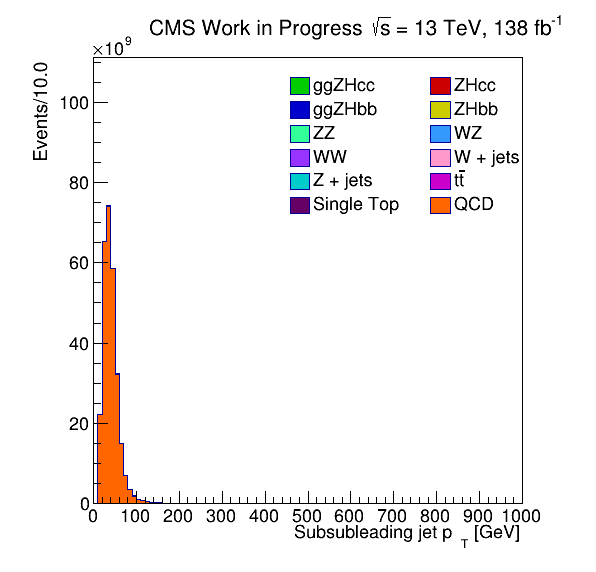 CMS Work in Progress √s = 13 TeV, 138 fb⁻¹
×10⁹
Events/10.0
ggZHcc ZHcc
ggZHbb ZHbb
ZZ WZ
WW W + jets
Z + jets tt̄
Single Top QCD
100
80
60
40
20
0
0 100 200 300 400 500 600 700 800 900 1000
Subsubleading jet p T [GeV]